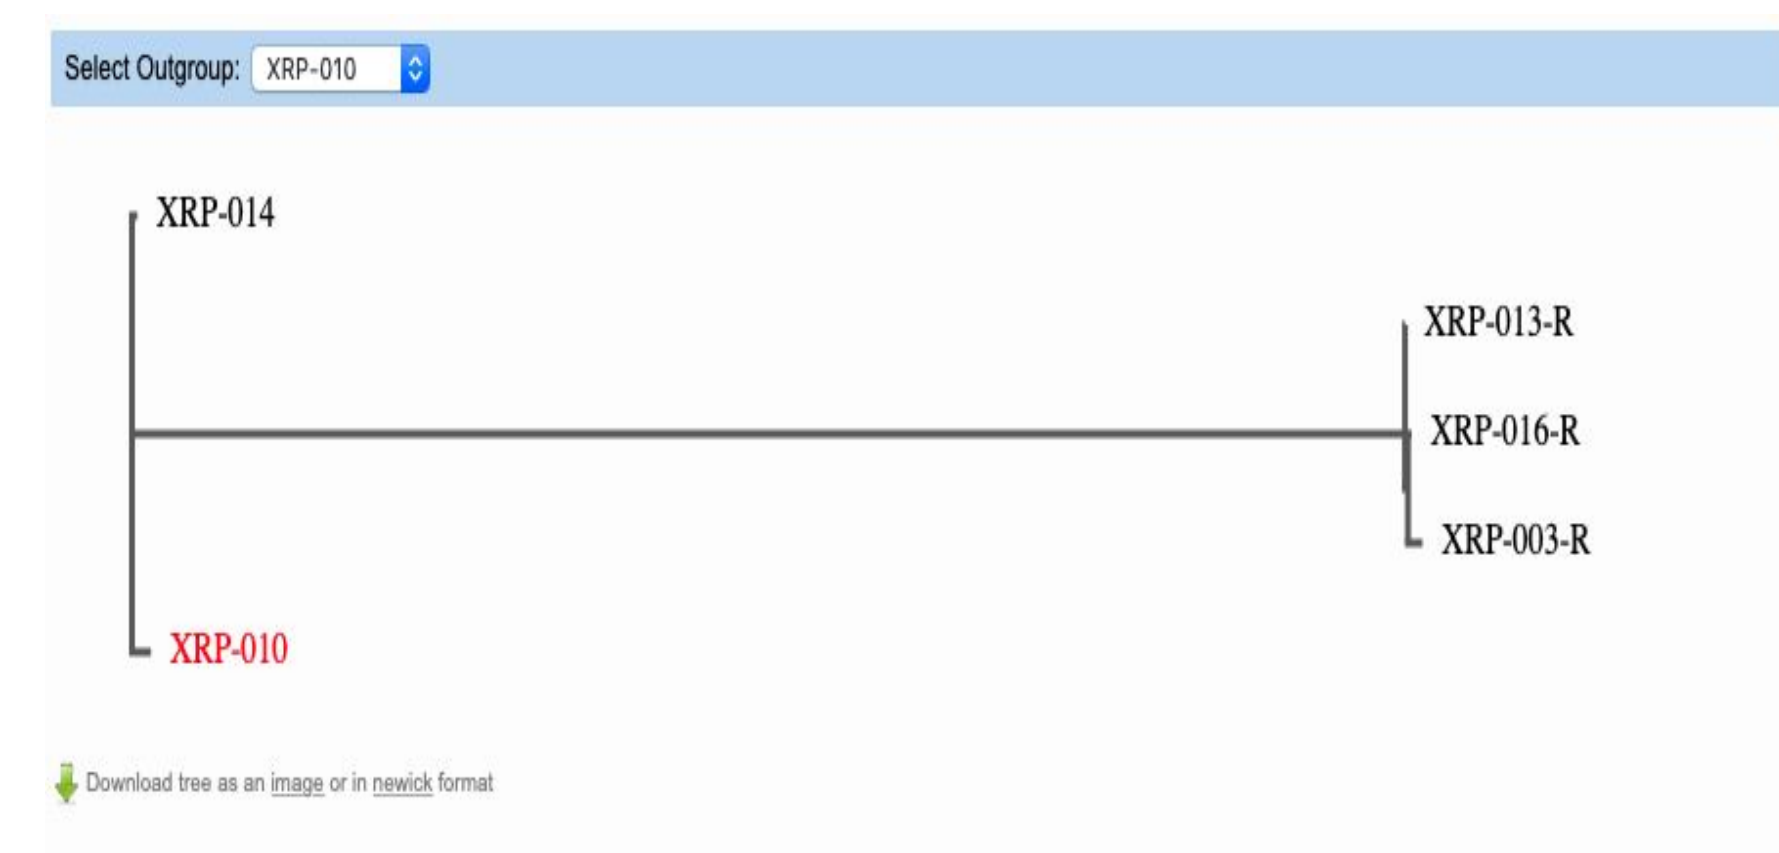 Select Outgroup: XRP-010
XRP-014
XRP-013-R
XRP-016-R
XRP-003-R
XRP-010
Download tree as an image or in newick format